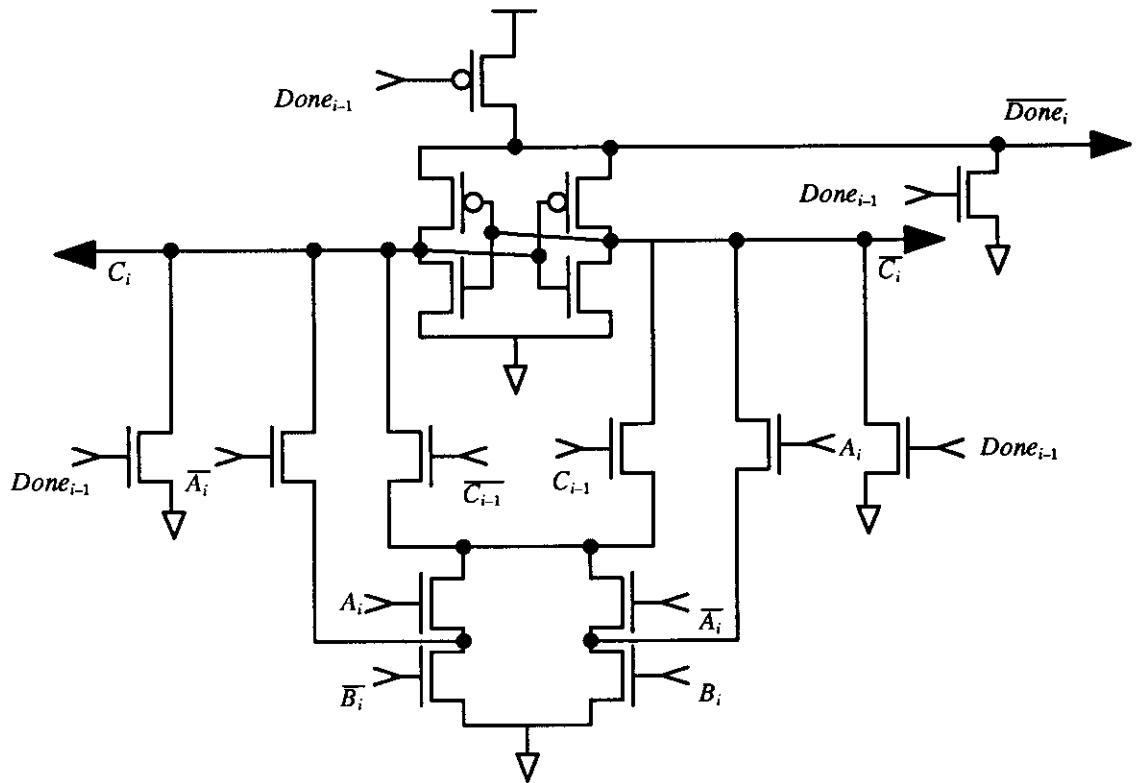 Done_{i-1}
\overline{Done_i}
Done_{i-1}
C_i
\overline{C_i}
Done_{i-1}
\overline{A_i}
\overline{C_{i-1}}
C_{i-1}
A_i
Done_{i-1}
A_i
\overline{A_i}
\overline{B_i}
B_i